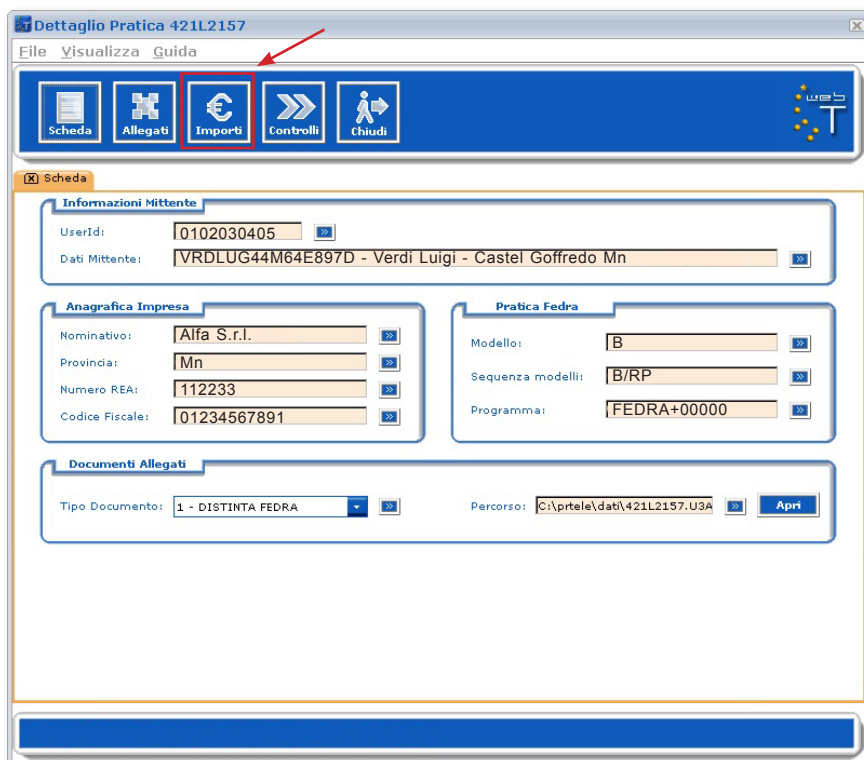 Dettaglio Pratica 421L2157
File Visualizza Guida
Scheda Allegati Importi Controlli Chiudi
web T
Scheda
Informazioni Mittente
UserId: 0102030405
Dati Mittente: VRDLUG44M64E897D - Verdi Luigi - Castel Goffredo Mn
Anagrafica Impresa
Nominativo: Alfa S.r.l.
Provincia: Mn
Numero REA: 112233
Codice Fiscale: 01234567891
Pratica Fedra
Modello: B
Sequenza modelli: B/RP
Programma: FEDRA+00000
Documenti Allegati
Tipo Documento: 1 - DISTINTA FEDRA Percorso: C:\prtele\dati\421L2157.U3A Apri